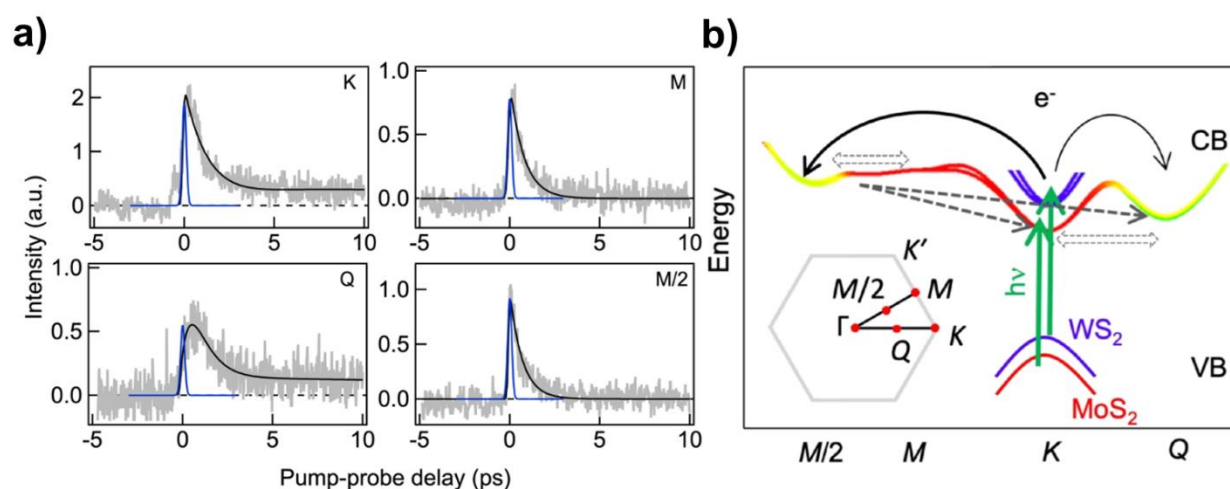 a)
K
2
1
0
-5
0
5
10
M
1.0
0.5
0.0
-5
0
5
10
Q
1.0
0.5
0.0
-5
0
5
10
M/2
1.0
0.5
0.0
-5
0
5
10
Intensity (a.u.)
Pump-probe delay (ps)
b)
e-
CB
Energy
K'
M/2
M
Γ
Q
K
hν
WS2
VB
MoS2
M/2
M
K
Q